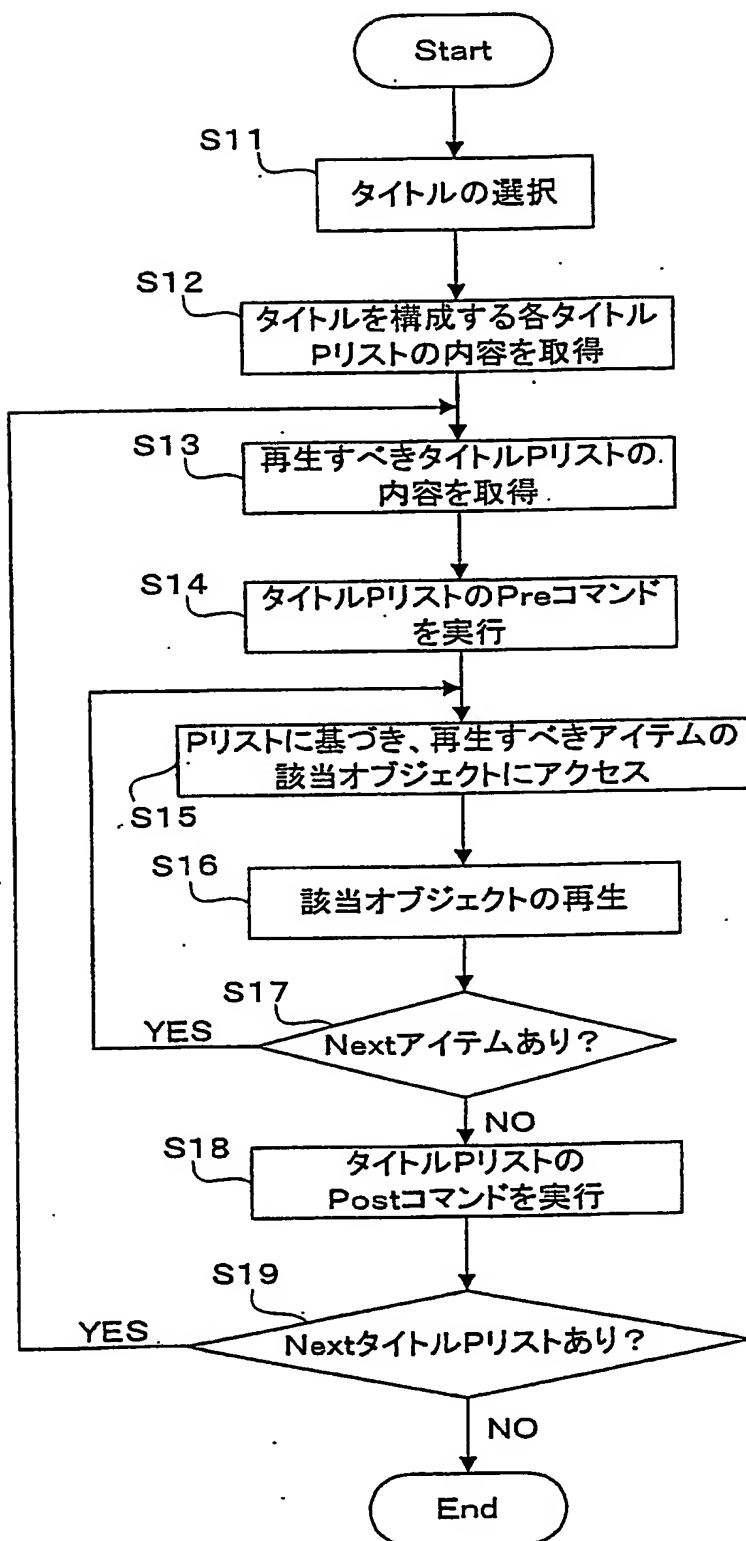 Start
S11
タイトルの選択
S12
タイトルを構成する各タイトル
Pリストの内容を取得
S13
再生すべきタイトルPリストの
内容を取得
S14
タイトルPリストのPreコマンド
を実行
Pリストに基づき、再生すべきアイテムの
該当オブジェクトにアクセス
S15
S16
該当オブジェクトの再生
S17
YES
Nextアイテムあり?
NO
S18
タイトルPリストの
Postコマンドを実行
S19
YES
NextタイトルPリストあり?
NO
End